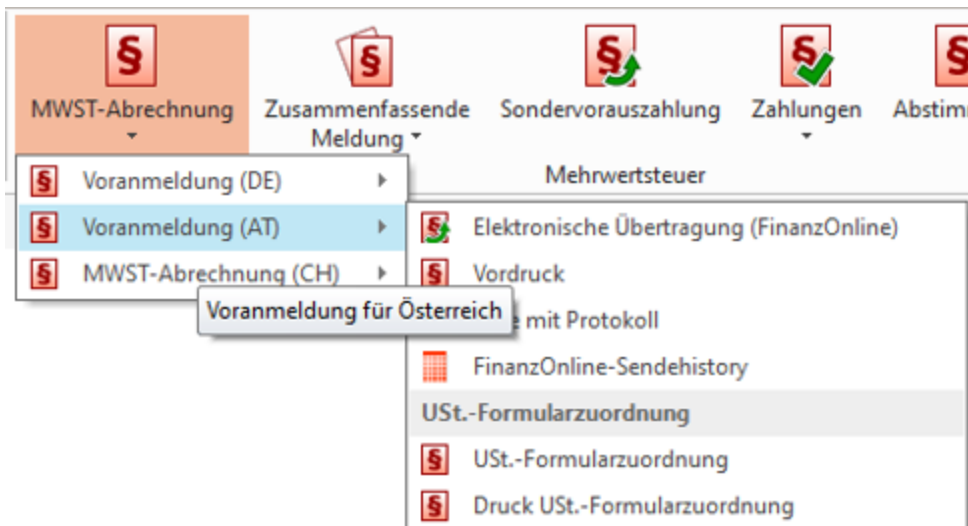 MWST-Abrechnung
Zusammenfassende
Meldung
Sondervorauszahlung
Zahlungen
Mehrwertsteuer
Voranmeldung (DE)
Voranmeldung (AT)
MWST-Abrechnung (CH)
Voranmeldung für Österreich
Elektronische Übertragung (FinanzOnline)
Vordruck
mit Protokoll
FinanzOnline-Sendehistory
USt.-Formularzuordnung
USt.-Formularzuordnung
Druck USt.-Formularzuordnung